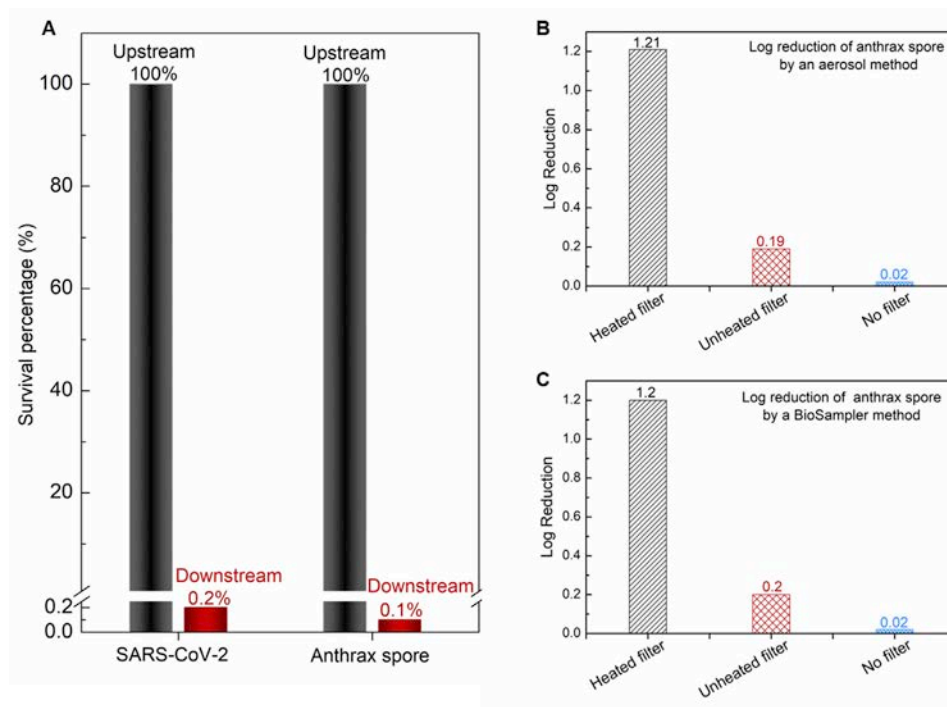 A
Upstream
100%
Upstream
100%
100
80
60
40
20
0.2
0.0
Survival percentage (%)
Downstream
0.2%
Downstream
0.1%
SARS-CoV-2
Anthrax spore
B
Log reduction of anthrax spore
by an aerosol method
1.2
1.0
0.8
0.6
0.4
0.2
0.0
Log Reduction
1.21
0.19
0.02
Heated filter
Unheated filter
No filter
C
Log reduction of anthrax spore
by a BioSampler method
1.2
1.0
0.8
0.6
0.4
0.2
0.0
Log Reduction
1.2
0.2
0.02
Heated filter
Unheated filter
No filter